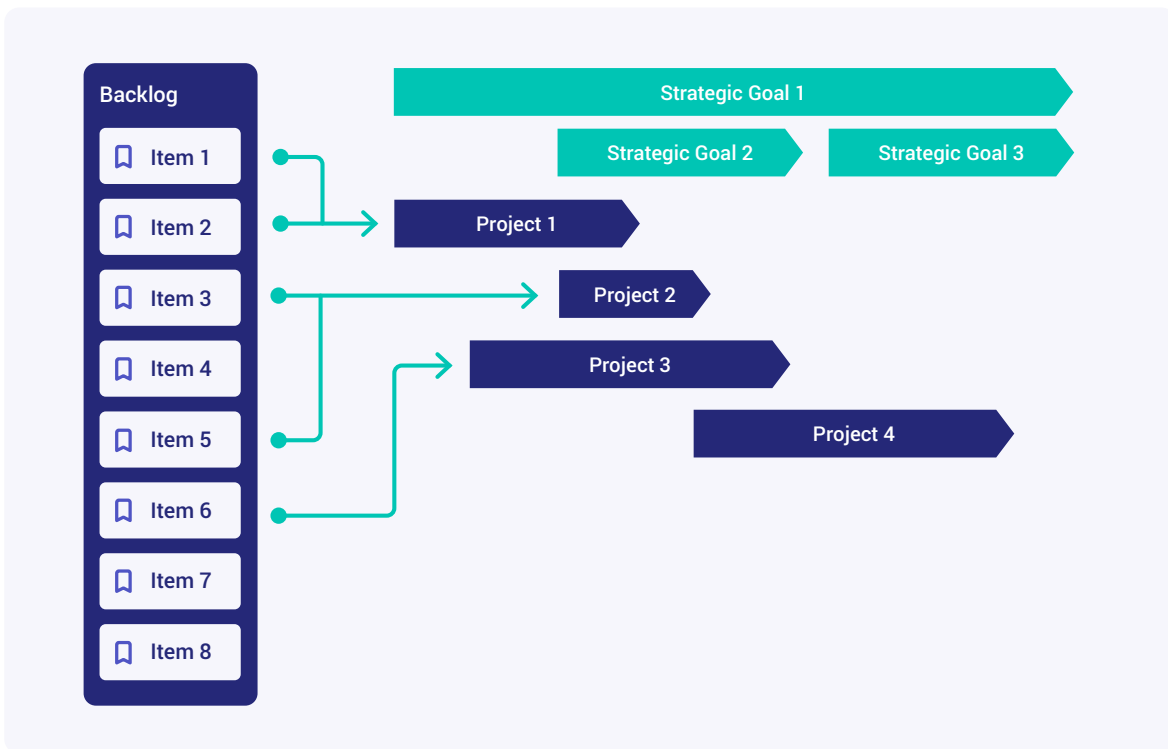 Backlog
Item 1
Item 2
Item 3
Item 4
Item 5
Item 6
Item 7
Item 8
Strategic Goal 1
Strategic Goal 2
Strategic Goal 3
Project 1
Project 2
Project 3
Project 4